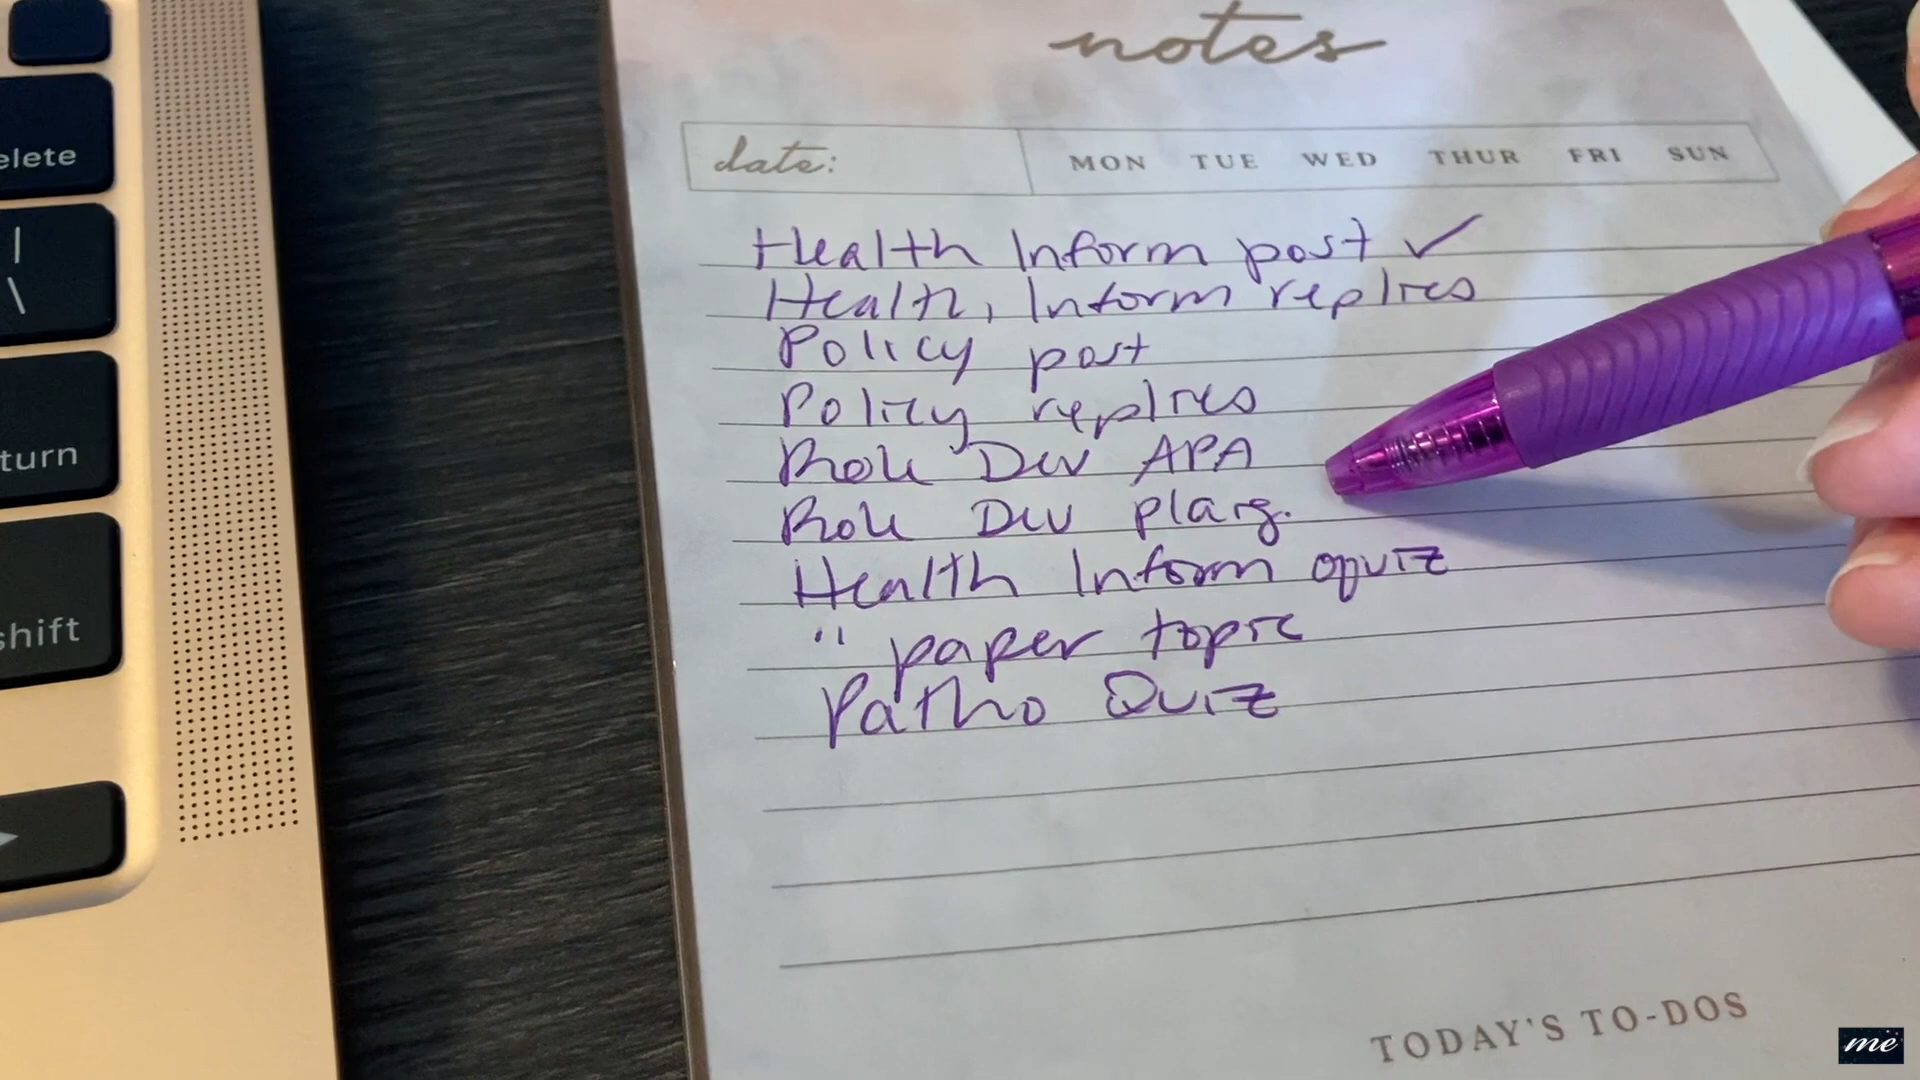 notes
date: MON TUE WED THUR FRI SUN
Health Inform post ✓
Health, Inform replies
Policy post
Policy replies
Role Dev APA
Role Dev plaig.
Health Inform quiz
" paper topic
Patho Quiz
TODAY'S TO-DOS
elete
|
\
turn
shift
me